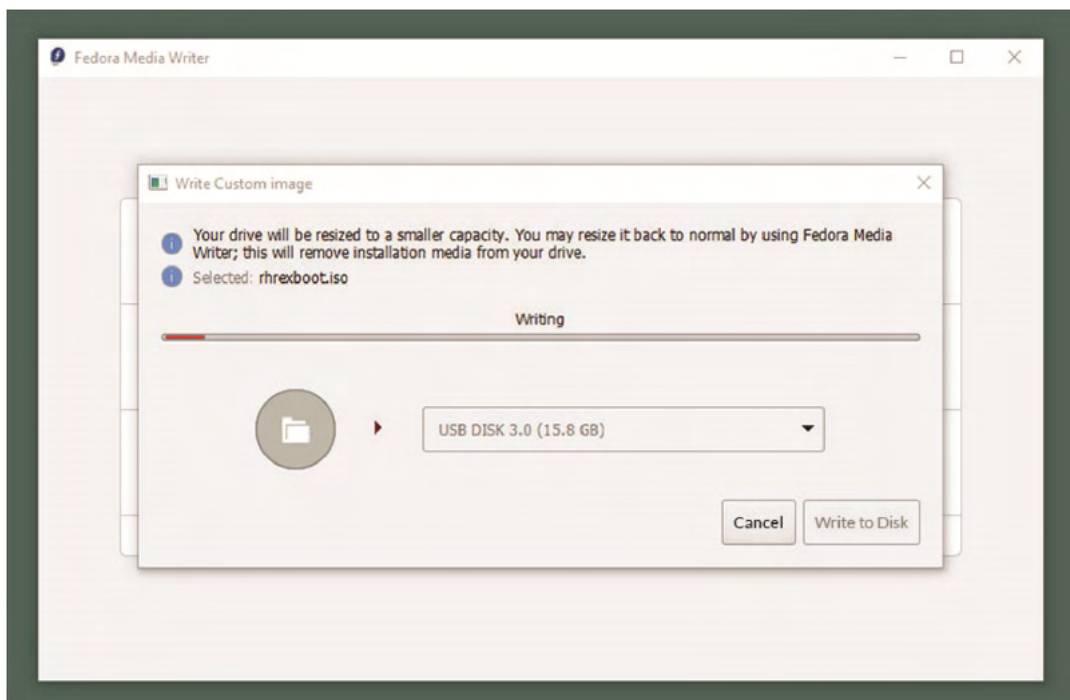 Fedora Media Writer
Write Custom image
Your drive will be resized to a smaller capacity. You may resize it back to normal by using Fedora Media
Writer; this will remove installation media from your drive.
Selected: rhrexboot.iso
Writing
USB DISK 3.0 (15.8 GB)
Cancel
Write to Disk